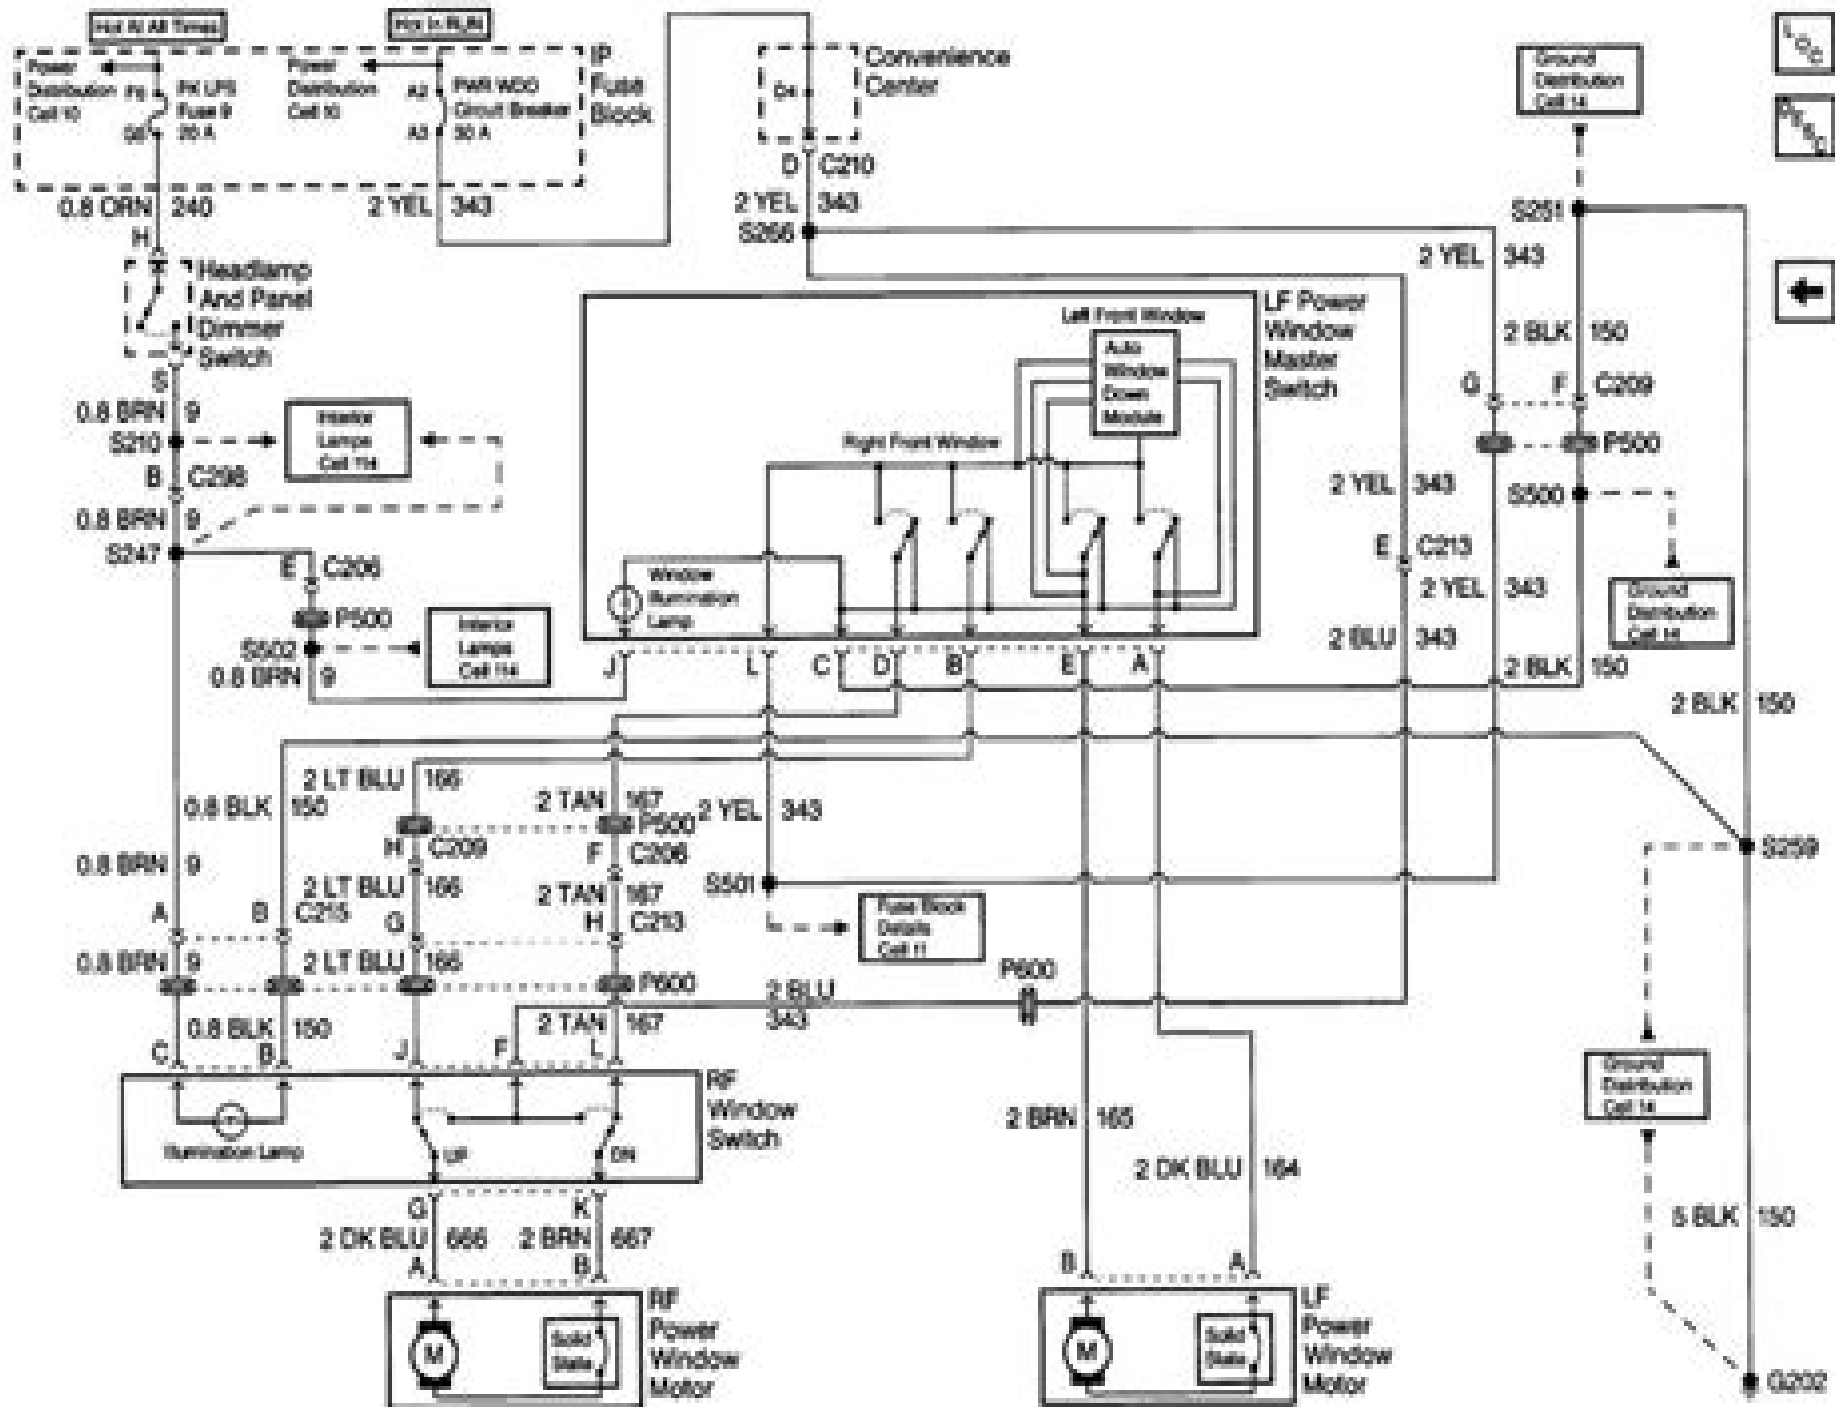 Hot At All Times
Hot in RUN
Power
Distribution
Cell 10
PK LPS
Fuse 9
20 A
Power
Distribution
Cell 10
A2
A3
PWR WDO
Circuit Breaker
30 A
IP
Fuse
Block
D4
Convenience
Center
Ground
Distribution
Cell 14
LOC
DESC
D C210
0.8 ORN 240
2 YEL 343
2 YEL 343
S266
S251
H
Headlamp
And Panel
Dimmer
Switch
S
2 YEL 343
LF Power
Window
Master
Switch
Left Front Window
Auto
Window
Down
Module
2 BLK 150
G F C209
0.8 BRN 9
S210
Interior
Lamps
Cell 114
Right Front Window
P500
B C298
2 YEL 343
S500
0.8 BRN 9
S247
E C206
E C213
P500
Window
Illumination
Lamp
2 YEL 343
Ground
Distribution
Cell 14
S502
Interior
Lamps
Cell 114
2 BLU 343
0.8 BRN 9
J L C D B E A
2 BLK 150
2 BLK 150
2 LT BLU 166
0.8 BLK 150
2 TAN 167
2 YEL 343
P500
H C209
F C206
S259
0.8 BRN 9
2 LT BLU 166
2 TAN 167
S501
A B C215
G H C213
Fuse Block
Details
Cell 11
0.8 BRN 9
2 LT BLU 166
P600
P600
2 BLU
343
0.8 BLK 150
2 TAN 167
C B J F L
Ground
Distribution
Cell 14
RF
Window
Switch
Illumination Lamp
UP
DN
2 BRN 165
2 DK BLU 164
G K
2 DK BLU 666
2 BRN 667
5 BLK 150
A B
B A
RF
Power
Window
Motor
M
Solid
State
LF
Power
Window
Motor
M
Solid
State
G202